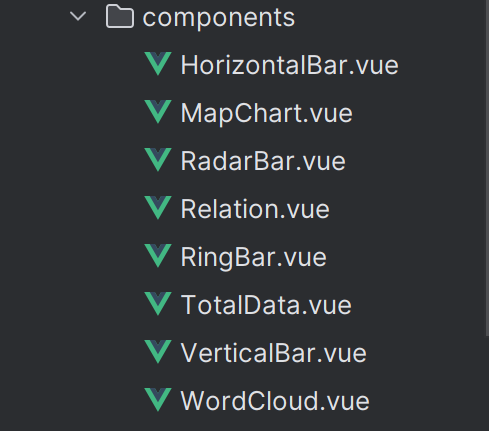 components
HorizontalBar.vue
MapChart.vue
RadarBar.vue
Relation.vue
RingBar.vue
TotalData.vue
VerticalBar.vue
WordCloud.vue